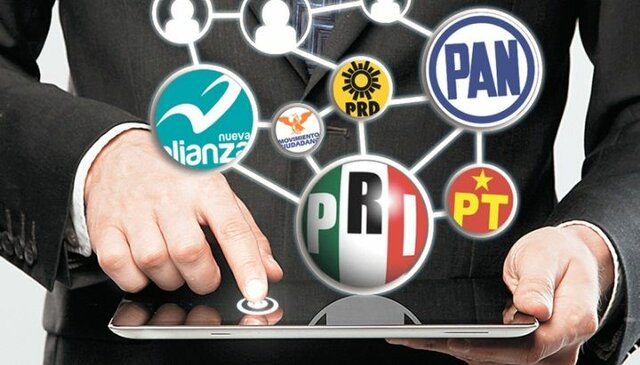 PAN
PRD
nueva
alianza
MOVIMIENTO
CIUDADANO
PRI
PT